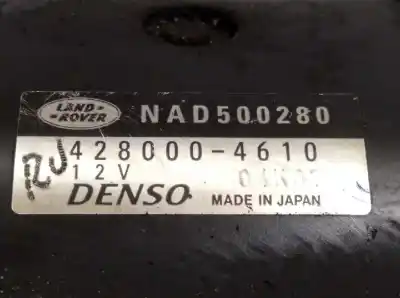 LAND-
ROVER
NAD500280
428000-4610
12V
DENSO MADE IN JAPAN